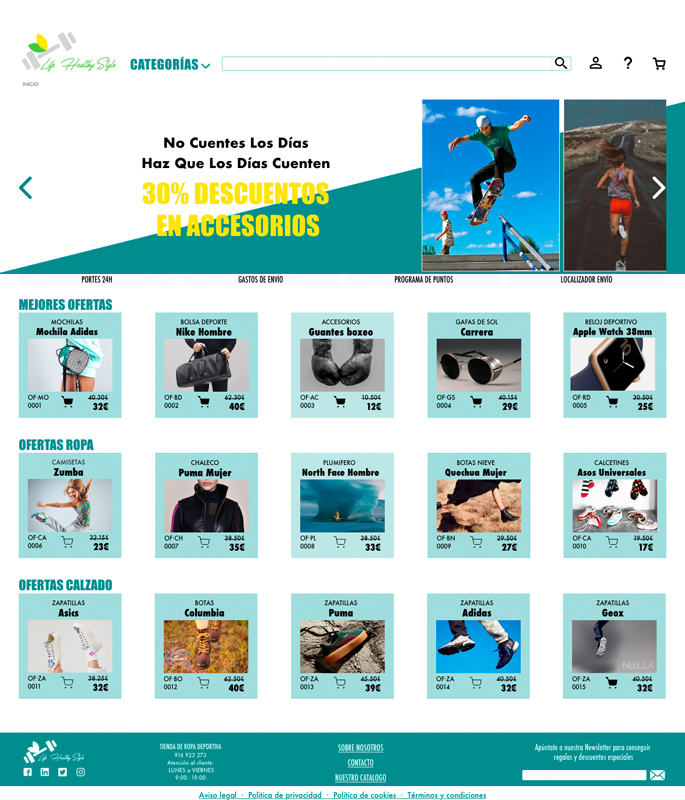 Life Healthy Style
CATEGORÍAS
INICIO
No Cuentes Los Días
Haz Que Los Días Cuenten
30% DESCUENTOS
EN ACCESORIOS
PORTES 24H GASTOS DE ENVÍO PROGRAMA DE PUNTOS LOCALIZADOR ENVÍO
MEJORES OFERTAS
MOCHILAS
Mochila Adidas
OF-MO 40.30€
0001 32€
BOLSA DEPORTE
Nike Hombre
OF-BD 62.30€
0002 40€
ACCESORIOS
Guantes boxeo
OF-AC 10.50€
0003 12€
GAFAS DE SOL
Carrera
OF-GS 40.15€
0004 29€
RELOJ DEPORTIVO
Apple Watch 38mm
OF-RD 30.50€
0005 25€
OFERTAS ROPA
CAMISETAS
Zumba
OF-CA 33.15€
0006 23€
CHALECO
Puma Mujer
OF-CH 38.50€
0007 35€
PLUMIFERO
North Face Hombre
OF-PL 38.50€
0008 33€
BOTAS NIEVE
Quechua Mujer
OF-BN 29.50€
0009 27€
CALCETINES
Asos Universales
OF-CA 19.50€
0010 17€
OFERTAS CALZADO
ZAPATILLAS
Asics
OF-ZA 38.25€
0011 32€
BOTAS
Columbia
OF-BO 62.50€
0012 40€
ZAPATILLAS
Puma
OF-ZA 45.50€
0013 39€
ZAPATILLAS
Adidas
OF-ZA 40.50€
0014 32€
ZAPATILLAS
Geox
NEBULA
OF-ZA 40.50€
0015 32€
Life Healthy Style
TIENDA DE ROPA DEPORTIVA
916 923 273
Atención al cliente:
LUNES a VIERNES
9:00 - 19:00
SOBRE NOSOTROS
CONTACTO
NUESTRO CATALOGO
Apúntate a nuestra Newsletter para conseguir
regalos y descuentos especiales
Aviso legal · Politica de privacidad · Política de cookies · Términos y condiciones